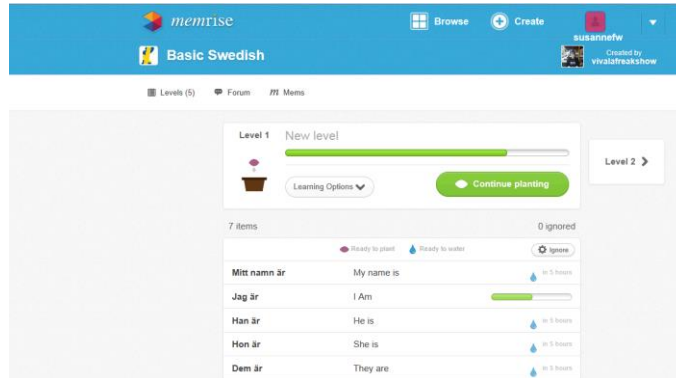 memrise
Browse
Create
susannefw
Basic Swedish
Created by
vivalafreakshow
Levels (5)
Forum
m Mems
Level 1 New level
Learning Options
Continue planting
Level 2
7 items 0 ignored
Ready to plant Ready to water Ignore
Mitt namn är My name is in 5 hours
Jag är I Am
Han är He is in 5 hours
Hon är She is in 5 hours
Dem är They are in 5 hours